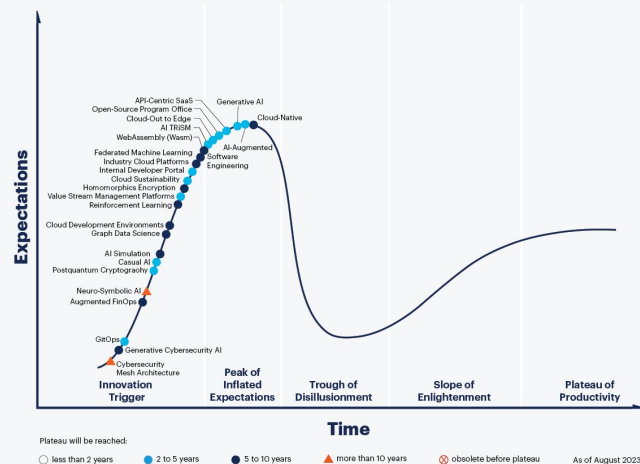 Expectations
API-Centric SaaS
Generative AI
Open-Source Program Office
Cloud-Out to Edge
Cloud-Native
AI TRiSM
WebAssembly (Wasm)
AI-Augmented
Software
Engineering
Federated Machine Learning
Industry Cloud Platforms
Internal Developer Portal
Cloud Sustainability
Homomorphics Encryption
Value Stream Management Platforms
Reinforcement Learning
Cloud Development Environments
Graph Data Science
AI Simulation
Casual AI
Postquantum Cryptograohy
Neuro-Symbolic AI
Augmented FinOps
GitOps
Generative Cybersecurity AI
Cybersecurity
Mesh Architecture
Innovation
Trigger
Peak of
Inflated
Expectations
Trough of
Disillusionment
Slope of
Enlightenment
Plateau of
Productivity
Time
Plateau will be reached:
less than 2 years
2 to 5 years
5 to 10 years
more than 10 years
obsolete before plateau
As of August 2023